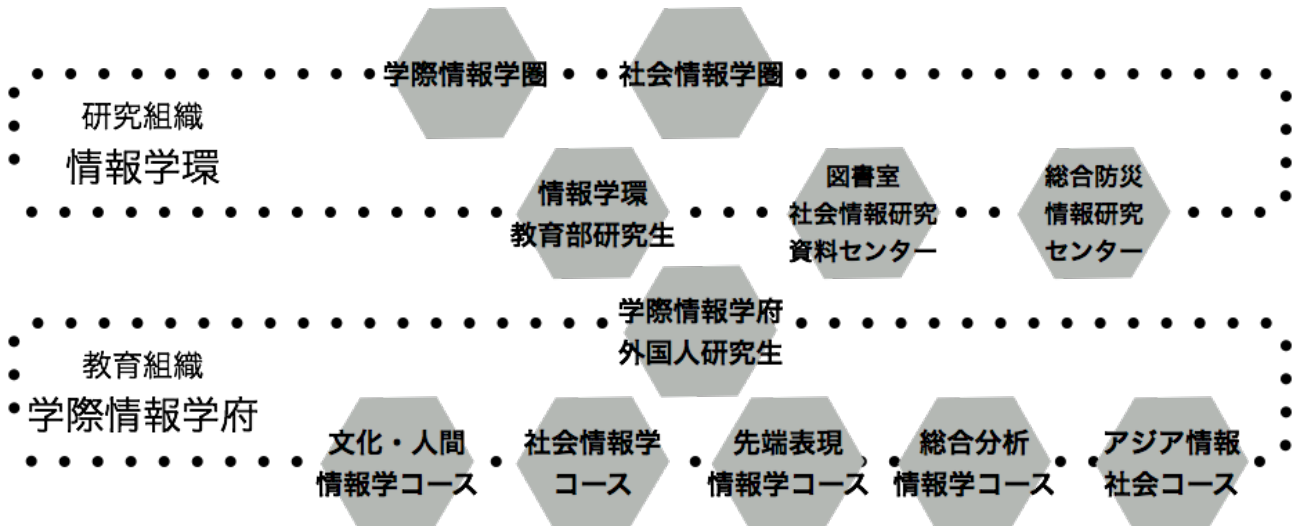 学際情報学圏
社会情報学圏
研究組織
情報学環
情報学環
教育部研究生
図書室
社会情報研究
資料センター
総合防災
情報研究
センター
学際情報学府
外国人研究生
教育組織
学際情報学府
文化・人間
情報学コース
社会情報学
コース
先端表現
情報学コース
総合分析
情報学コース
アジア情報
社会コース